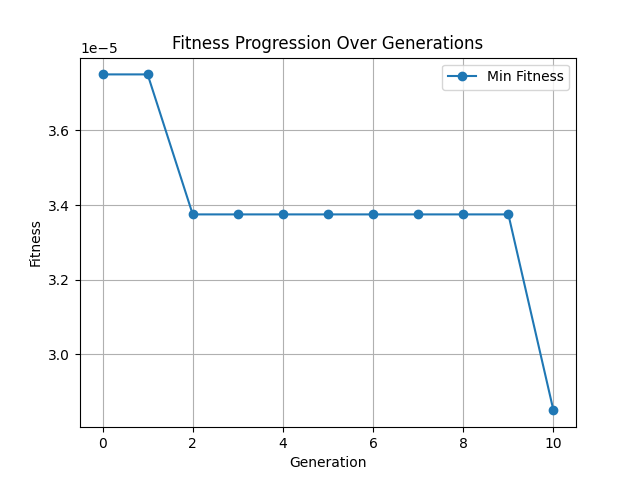 Fitness Progression Over Generations
1e−5
Min Fitness
3.6
3.4
3.2
3.0
Fitness
0 2 4 6 8 10
Generation